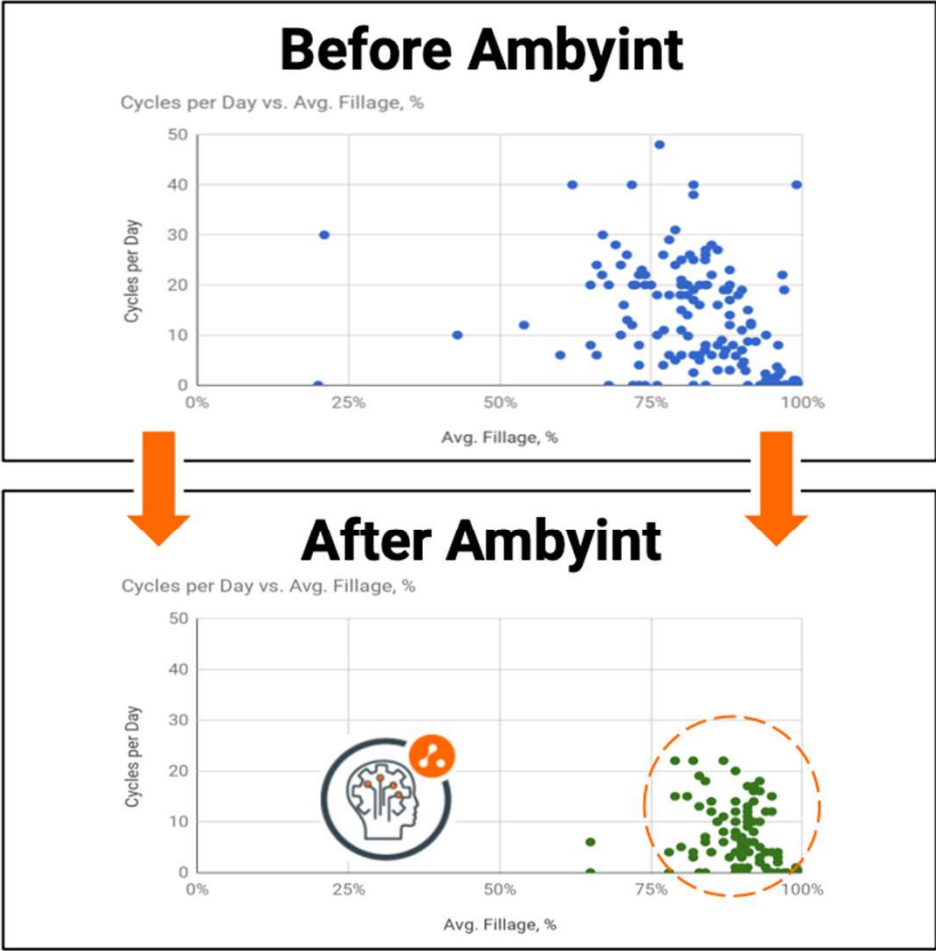 Before Ambyint
Cycles per Day vs. Avg. Fillage, %
50
40
30
20
10
0
Cycles per Day
0% 25% 50% 75% 100%
Avg. Fillage, %
After Ambyint
Cycles per Day vs. Avg. Fillage, %
50
40
30
20
10
0
Cycles per Day
0% 25% 50% 75% 100%
Avg. Fillage, %